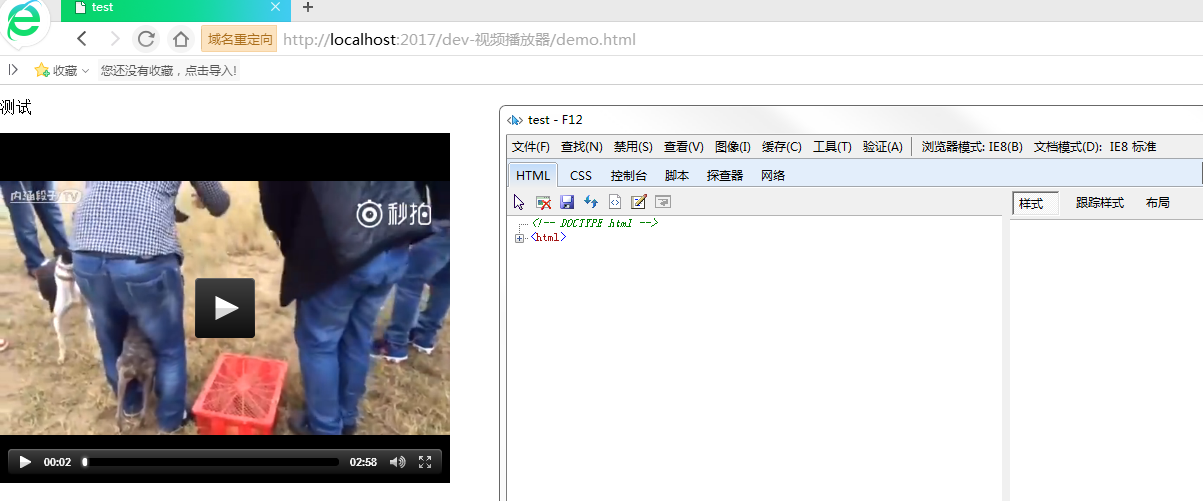 test
域名重定向 http://localhost:2017/dev-视频播放器/demo.html
收藏 您还没有收藏，点击导入!
测试
test - F12
文件(F) 查找(N) 禁用(S) 查看(V) 图像(I) 缓存(C) 工具(T) 验证(A) 浏览器模式: IE8(B) 文档模式(D): IE8 标准
HTML CSS 控制台 脚本 探查器 网络
样式 跟踪样式 布局
<!-- DOCTYPE html -->
<html>
内涵段子/TV
秒拍
00:02 02:58